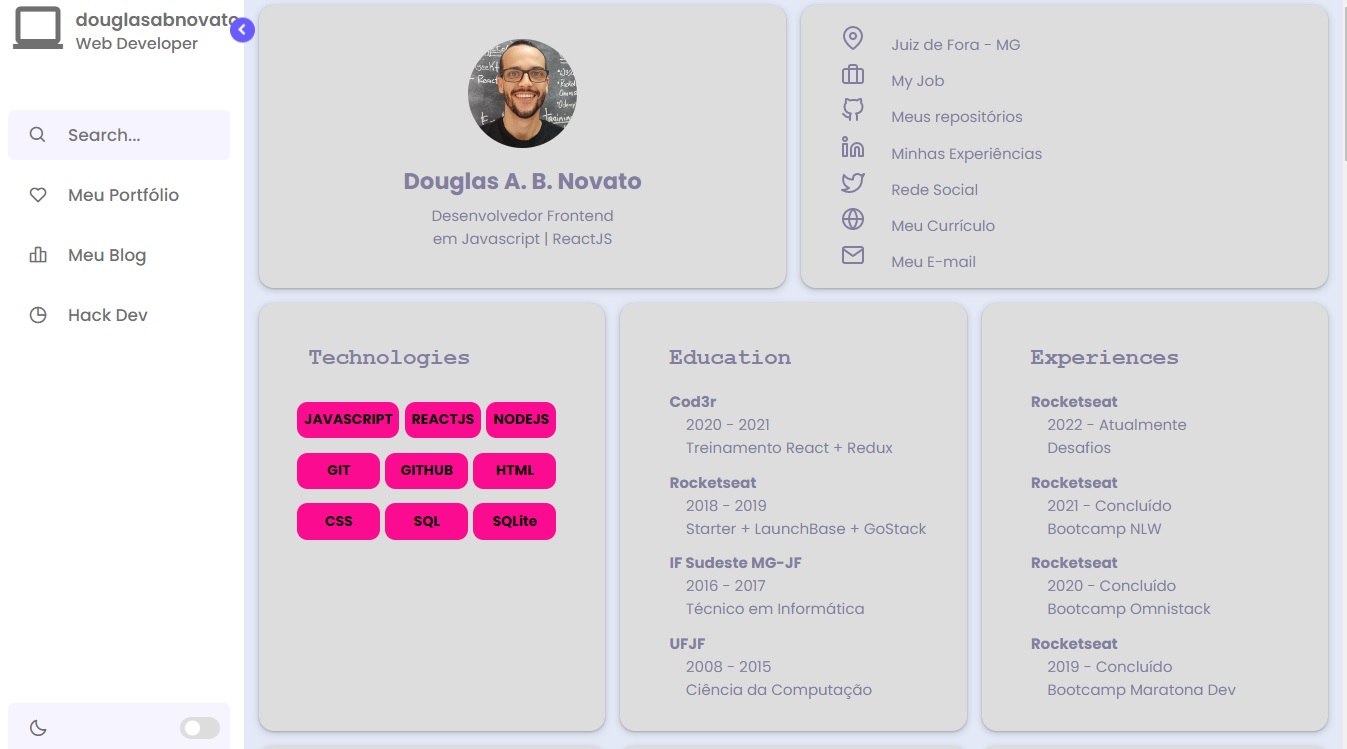 douglasabnovato
Web Developer
Search...
Meu Portfólio
Meu Blog
Hack Dev
Douglas A. B. Novato
Desenvolvedor Frontend
em Javascript | ReactJS
Juiz de Fora - MG
My Job
Meus repositórios
Minhas Experiências
Rede Social
Meu Currículo
Meu E-mail
Technologies
JAVASCRIPT REACTJS NODEJS
GIT GITHUB HTML
CSS SQL SQLite
Education
Cod3r
2020 - 2021
Treinamento React + Redux
Rocketseat
2018 - 2019
Starter + LaunchBase + GoStack
IF Sudeste MG-JF
2016 - 2017
Técnico em Informática
UFJF
2008 - 2015
Ciência da Computação
Experiences
Rocketseat
2022 - Atualmente
Desafios
Rocketseat
2021 - Concluído
Bootcamp NLW
Rocketseat
2020 - Concluído
Bootcamp Omnistack
Rocketseat
2019 - Concluído
Bootcamp Maratona Dev